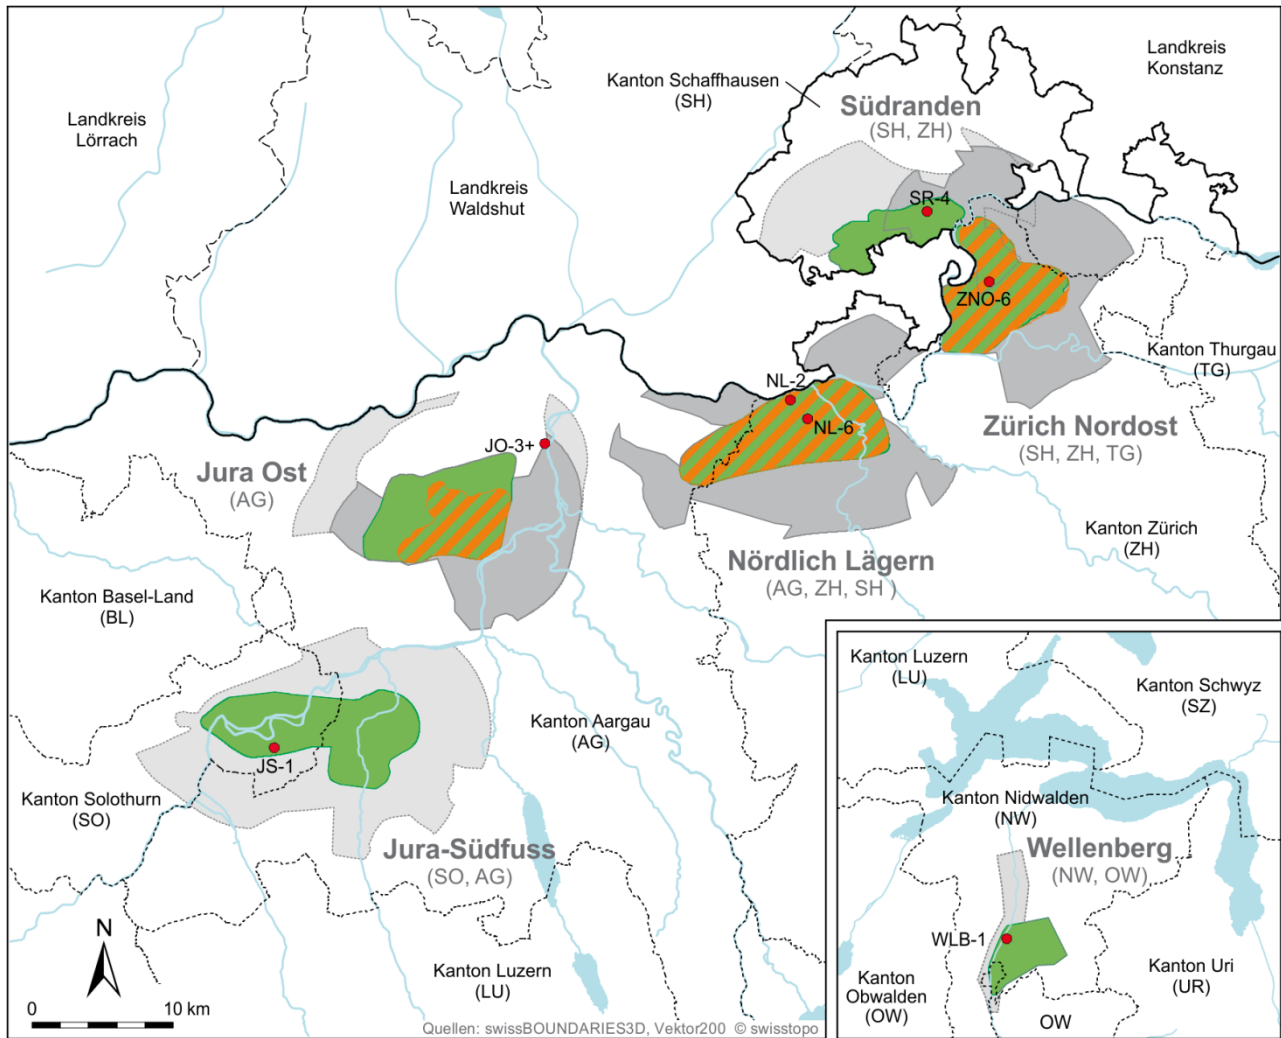 Landkreis
Konstanz
Kanton Schaffhausen
(SH)
Südranden
(SH, ZH)
Landkreis
Lörrach
Landkreis
Waldshut
SR-4
ZNO-6
Kanton Thurgau
(TG)
NL-2
NL-6
Zürich Nordost
(SH, ZH, TG)
JO-3+
Jura Ost
(AG)
Kanton Zürich
(ZH)
Nördlich Lägern
(AG, ZH, SH )
Kanton Basel-Land
(BL)
Kanton Aargau
(AG)
JS-1
Kanton Solothurn
(SO)
Jura-Südfuss
(SO, AG)
Kanton Luzern
(LU)
N
0 10 km
Quellen: swissBOUNDARIES3D, Vektor200 © swisstopo
Kanton Luzern
(LU)
Kanton Schwyz
(SZ)
Kanton Nidwalden
(NW)
Wellenberg
(NW, OW)
WLB-1
Kanton
Obwalden
(OW)
Kanton Uri
(UR)
OW